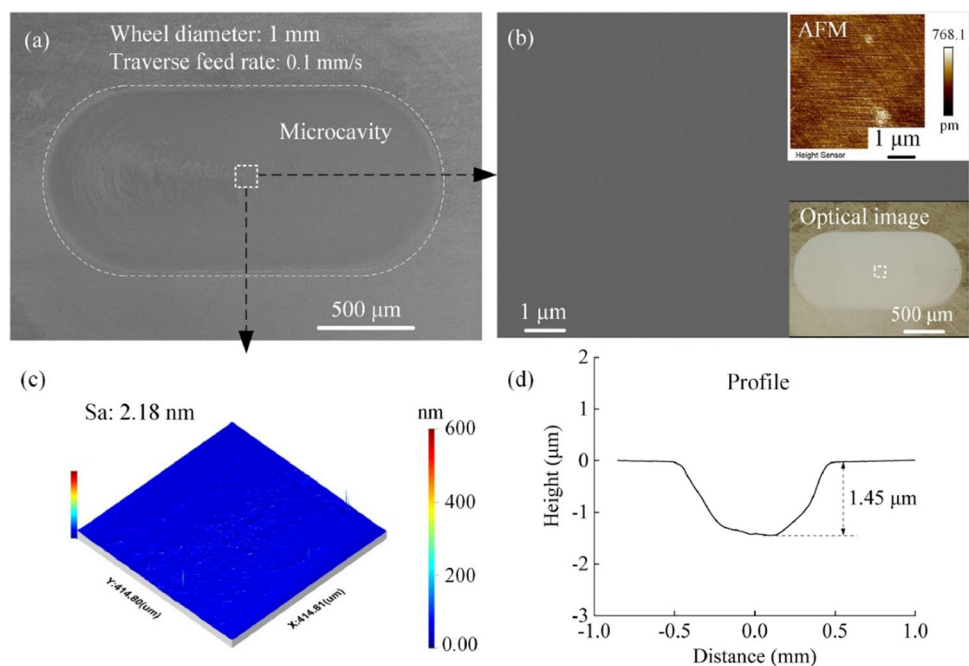 (a)
Wheel diameter: 1 mm
Traverse feed rate: 0.1 mm/s
Microcavity
500 μm
(b)
1 μm
AFM
768.1
pm
1 μm
Height Sensor
Optical image
500 μm
(c)
Sa: 2.18 nm
nm
600
400
200
0.00
Y:414.80(um)
X:414.81(um)
(d)
Profile
Height (μm)
2
1
0
-1
-2
-3
1.45 μm
-1.0 -0.5 0.0 0.5 1.0
Distance (mm)